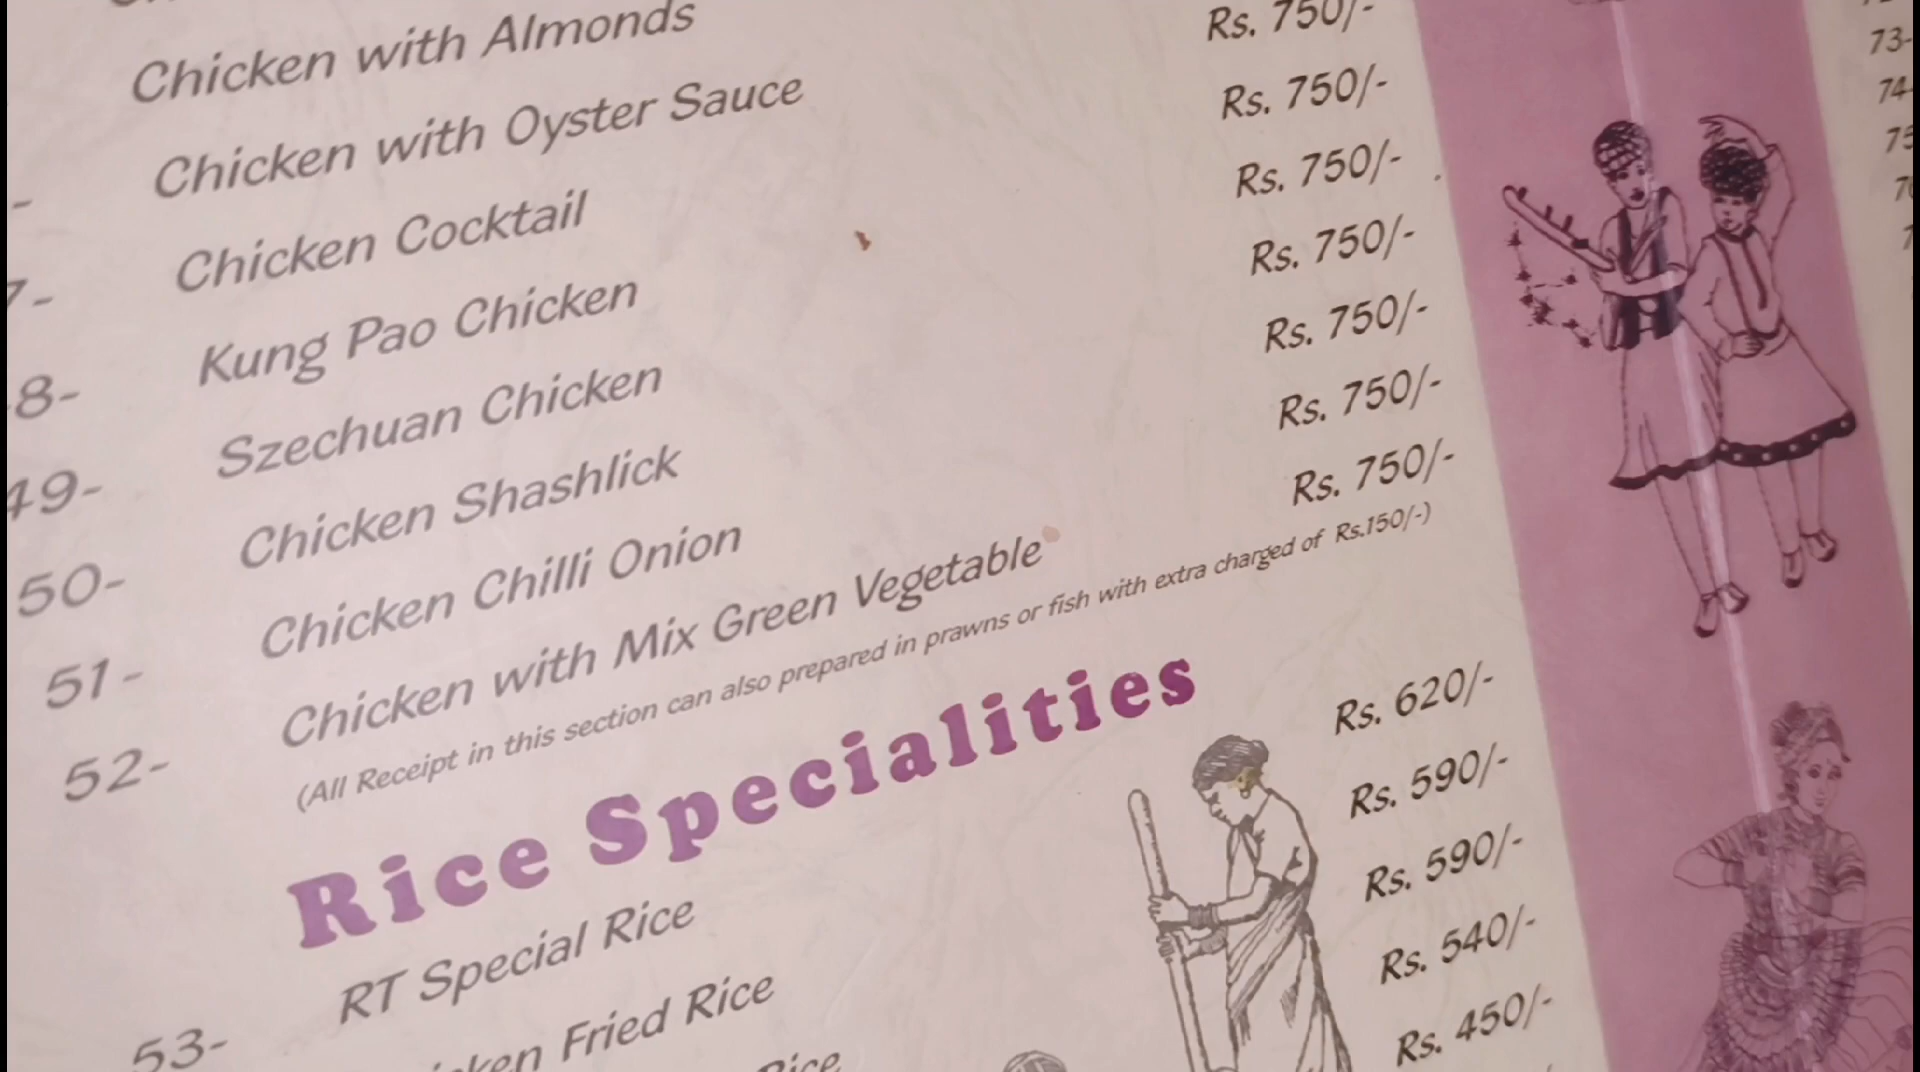 Chicken with Almonds
- Chicken with Oyster Sauce Rs. 750/-
7- Chicken Cocktail Rs. 750/-
8- Kung Pao Chicken Rs. 750/-
49- Szechuan Chicken Rs. 750/-
50- Chicken Shashlick Rs. 750/-
51- Chicken Chilli Onion Rs. 750/-
52- Chicken with Mix Green Vegetable Rs. 750/-
(All Receipt in this section can also prepared in prawns or fish with extra charged of Rs.150/-)
Rice Specialities
53- RT Special Rice Rs. 620/-
Fried Rice Rs. 590/-
Rice Rs. 590/-
Rs. 540/-
Rs. 450/-
73-
74-